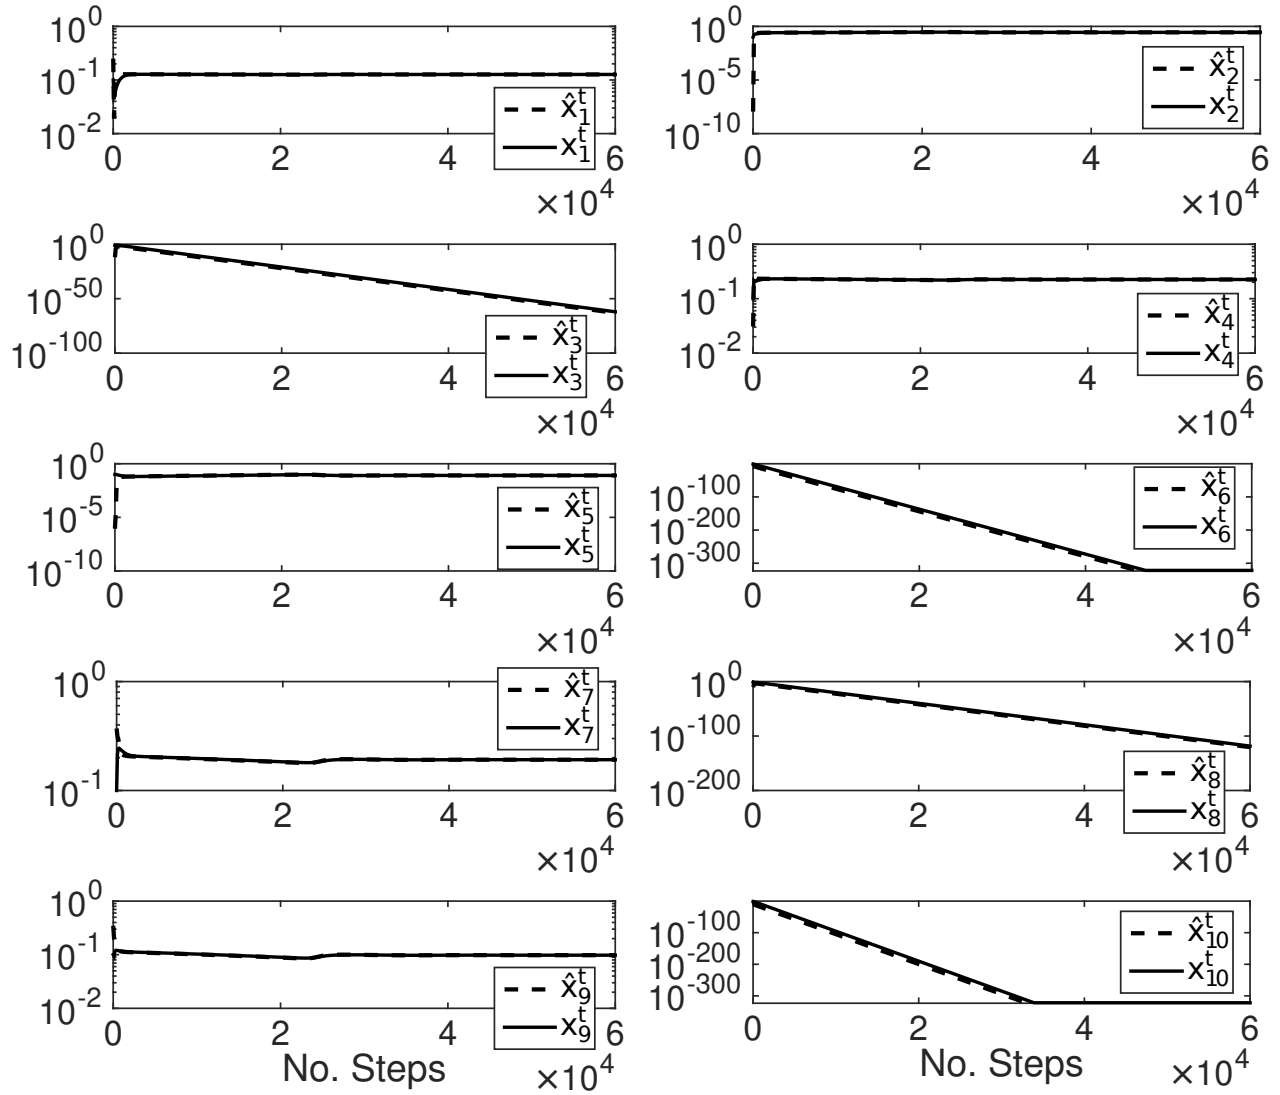 10^0
10^-1
10^-2
0 2 4 6
×10^4
x̂_1^t
x_1^t
10^0
10^-5
10^-10
0 2 4 6
×10^4
x̂_2^t
x_2^t
10^0
10^-50
10^-100
0 2 4 6
×10^4
x̂_3^t
x_3^t
10^0
10^-1
10^-2
0 2 4 6
×10^4
x̂_4^t
x_4^t
10^0
10^-5
10^-10
0 2 4 6
×10^4
x̂_5^t
x_5^t
10^-100
10^-200
10^-300
0 2 4 6
×10^4
x̂_6^t
x_6^t
10^0
10^-1
0 2 4 6
×10^4
x̂_7^t
x_7^t
10^0
10^-100
10^-200
0 2 4 6
×10^4
x̂_8^t
x_8^t
10^0
10^-1
10^-2
0 2 4 6
×10^4
x̂_9^t
x_9^t
No. Steps
10^-100
10^-200
10^-300
0 2 4 6
×10^4
x̂_10^t
x_10^t
No. Steps